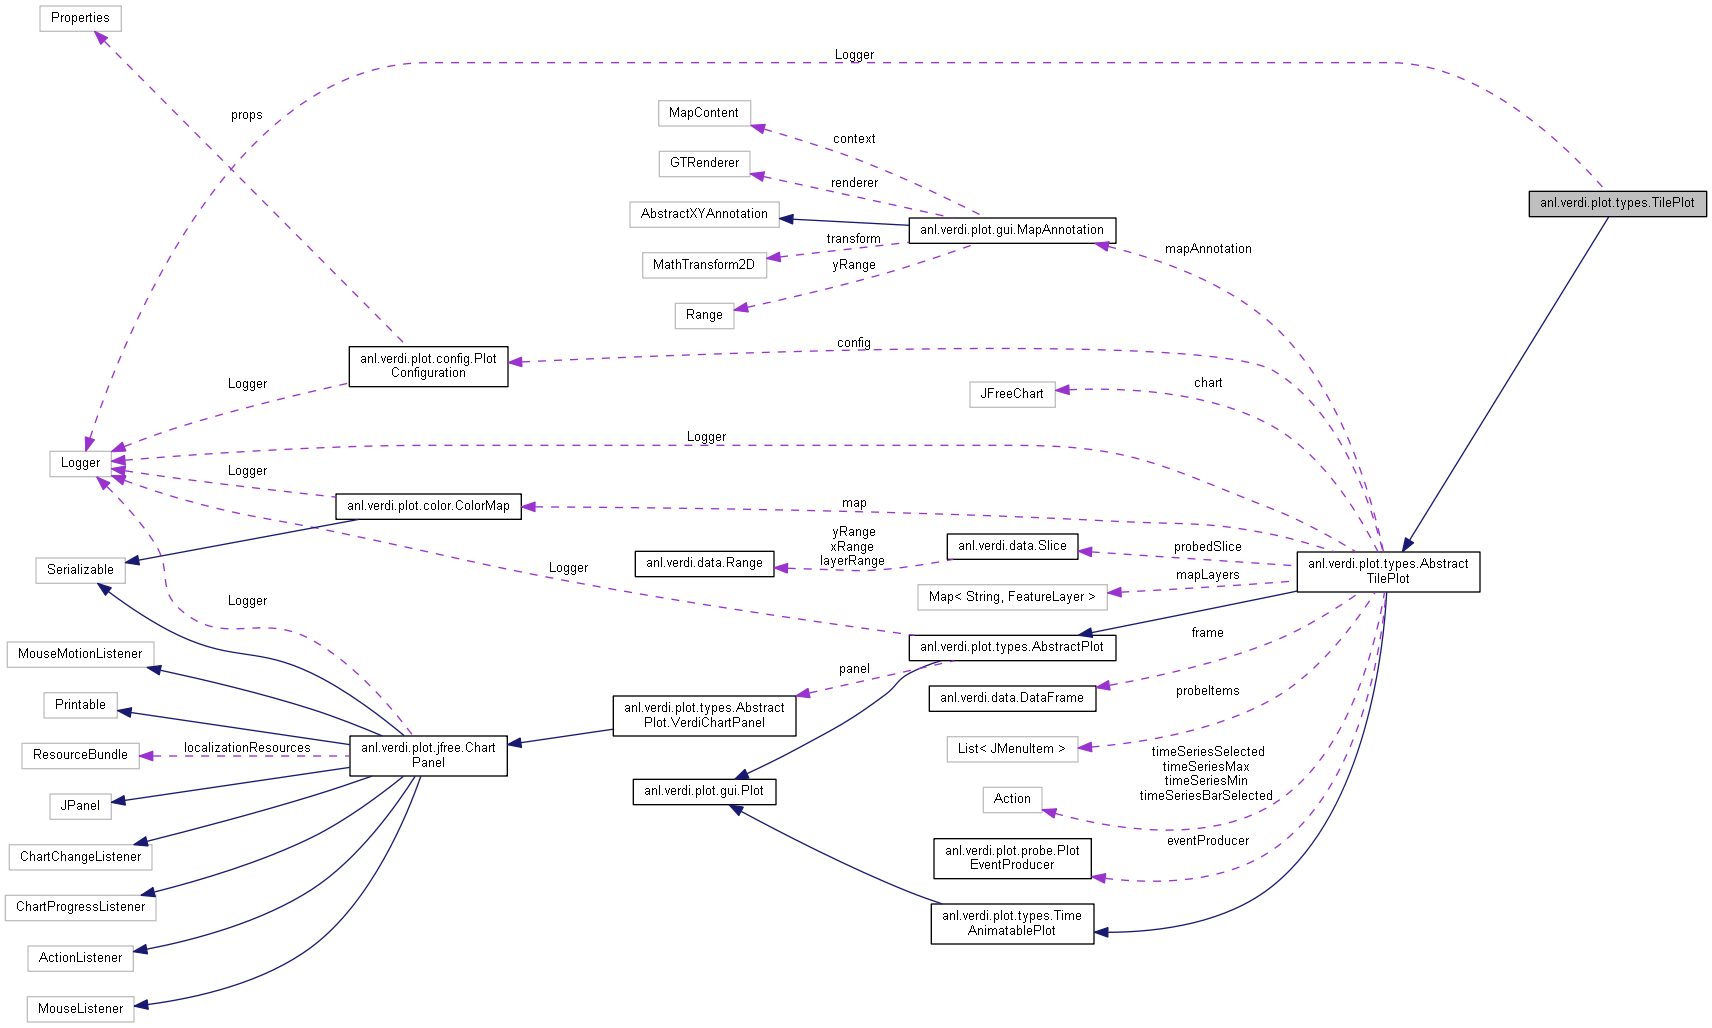 Properties
Logger
props
MapContent
context
GTRenderer
renderer
anl.verdi.plot.types.TilePlot
AbstractXYAnnotation
anl.verdi.plot.gui.MapAnnotation
transform
mapAnnotation
MathTransform2D
yRange
Range
config
anl.verdi.plot.config.Plot
Configuration
Logger
chart
JFreeChart
Logger
Logger
Logger
map
anl.verdi.plot.color.ColorMap
yRange
xRange
layerRange
anl.verdi.data.Slice
probedSlice
anl.verdi.data.Range
anl.verdi.plot.types.Abstract
TilePlot
Serializable
Logger
mapLayers
Map< String, FeatureLayer >
Logger
frame
MouseMotionListener
anl.verdi.plot.types.AbstractPlot
panel
probeItems
anl.verdi.data.DataFrame
Printable
anl.verdi.plot.types.Abstract
Plot.VerdiChartPanel
ResourceBundle
localizationResources
anl.verdi.plot.jfree.Chart
Panel
List< JMenuItem >
timeSeriesSelected
timeSeriesMax
timeSeriesMin
timeSeriesBarSelected
anl.verdi.plot.gui.Plot
Action
JPanel
eventProducer
ChartChangeListener
anl.verdi.plot.probe.Plot
EventProducer
ChartProgressListener
anl.verdi.plot.types.Time
AnimatablePlot
ActionListener
MouseListener